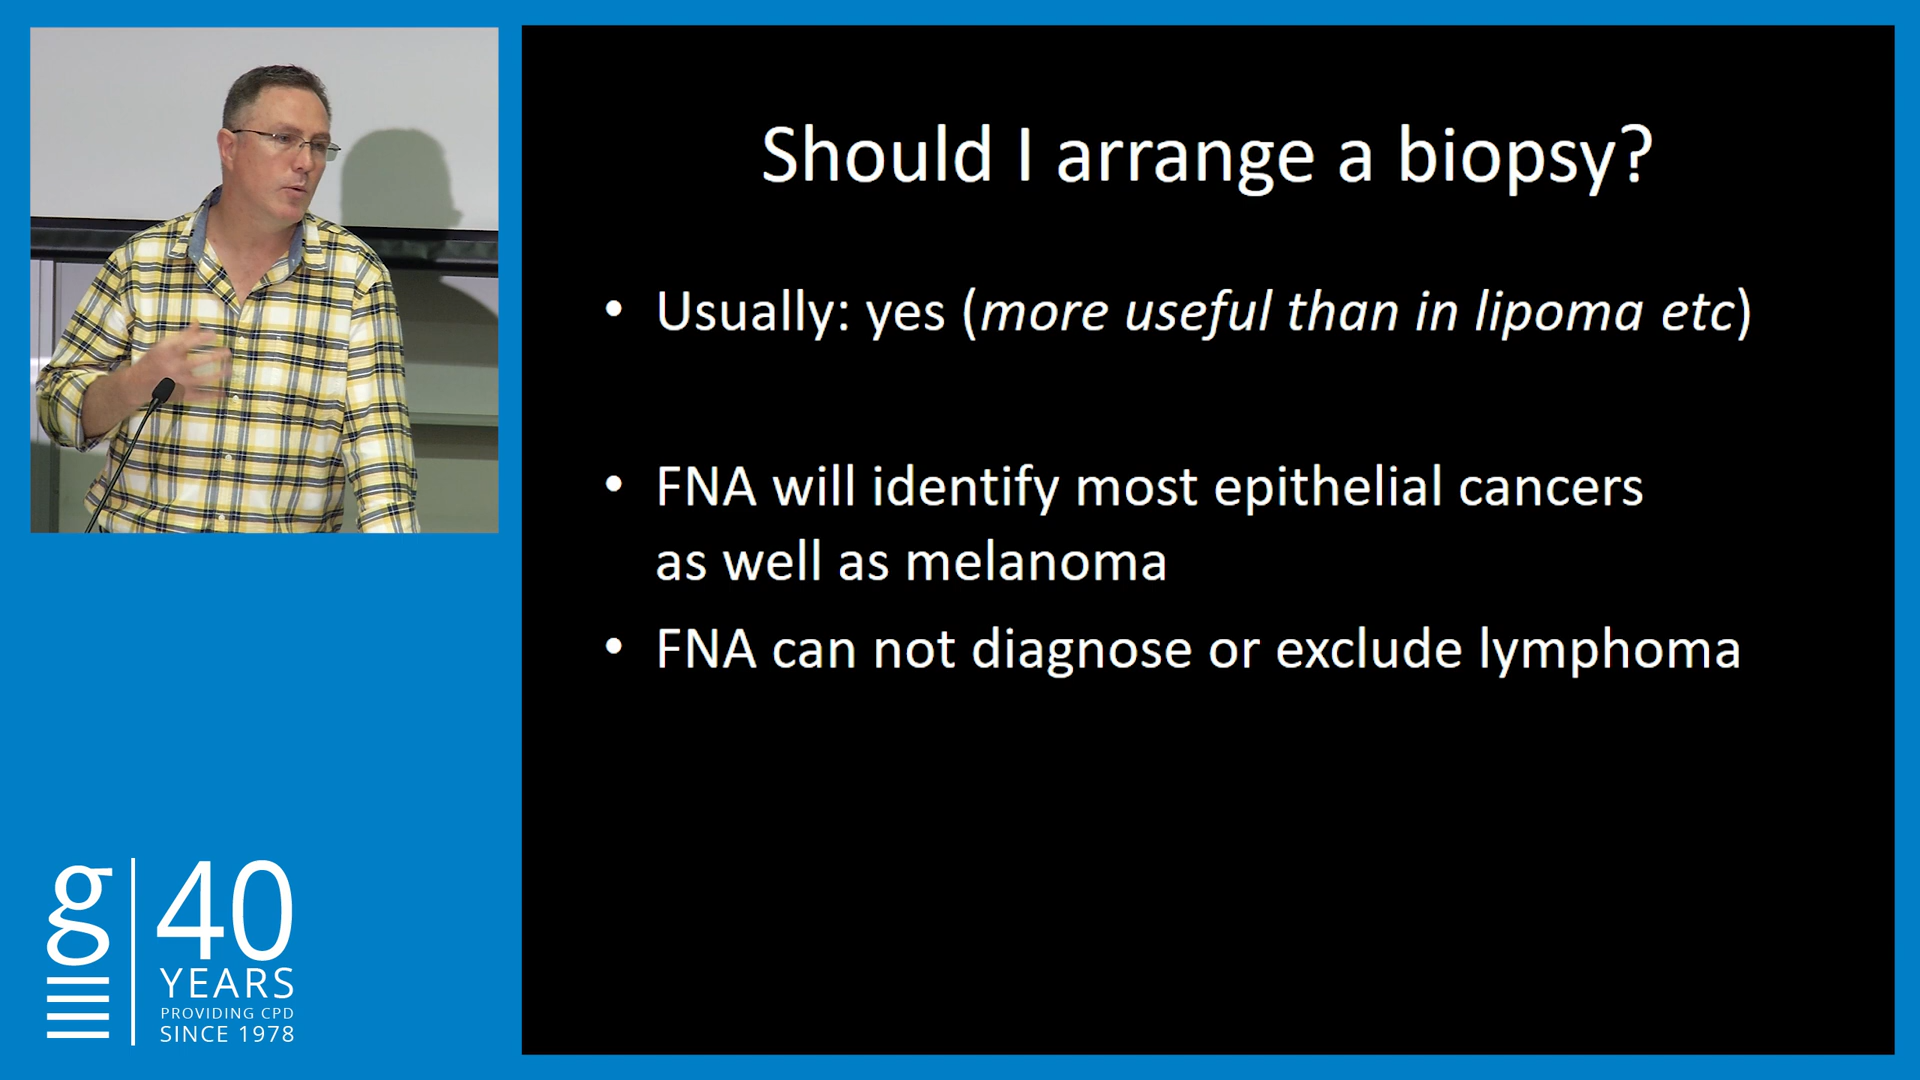 Should I arrange a biopsy?
• Usually: yes (more useful than in lipoma etc)
• FNA will identify most epithelial cancers
as well as melanoma
• FNA can not diagnose or exclude lymphoma
g
40
YEARS
PROVIDING CPD
SINCE 1978